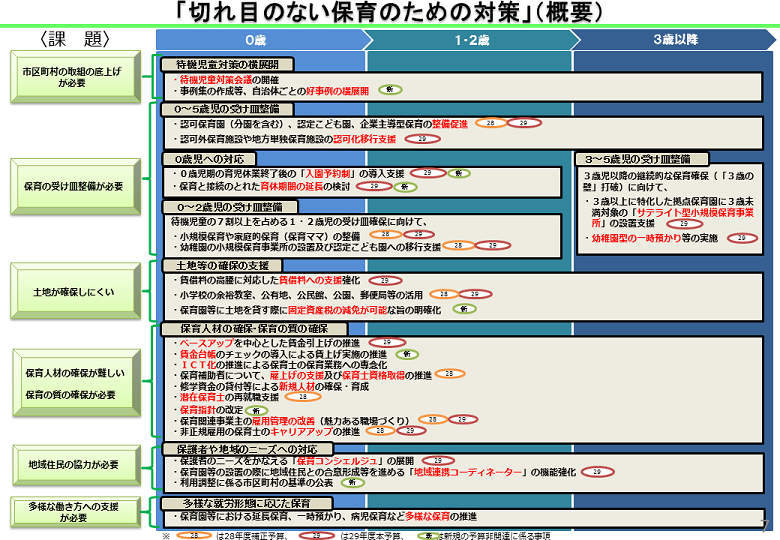 「切れ目のない保育のための対策」(概要)
〈課 題〉
0歳
1・2歳
3歳以降
市区町村の取組の底上げ
が必要
待機児童対策の横展開
・待機児童対策会議の開催
・事例集の作成等、自治体ごとの好事例の横展開 新
保育の受け皿整備が必要
0～5歳児の受け皿整備
・認可保育園(分園を含む)、認定こども園、企業主導型保育の整備促進 28 29
・認可外保育施設や地方単独保育施設の認可化移行支援 29
0歳児への対応
・0歳児期の育児休業終了後の「入園予約制」の導入支援 29 新
・保育と接続のとれた育休期間の延長の検討 29 新
0～2歳児の受け皿整備
待機児童の7割以上を占める1・2歳児の受け皿確保に向けて、
・小規模保育や家庭的保育(保育ママ)の整備 28 29
・幼稚園の小規模保育事業所の設置及び認定こども園への移行支援 28 29
3～5歳児の受け皿整備
3歳児以降の継続的な保育確保(「3歳の
壁」打破)に向けて、
・3歳以上に特化した拠点保育園に3歳未
満対象の「サテライト型小規模保育事業
所」の設置支援 29
・幼稚園型の一時預かり等の実施 29
土地が確保しにくい
土地等の確保の支援
・賃借料の高騰に対応した賃借料への支援強化 29
・小学校の余裕教室、公有地、公民館、公園、郵便局等の活用 28 29
・保育園等に土地を貸す際に固定資産税の減免が可能な旨の明確化 新
保育人材の確保が難しい
保育の質の確保が必要
保育人材の確保・保育の質の確保
・ベースアップを中心とした賃金引上げの推進 29
・賃金台帳のチェックの導入による賃上げ実施の推進 新
・ICT化の推進による保育士の保育業務への専念化
・保育補助者について、雇上げの支援及び保育士資格取得の推進 28
・修学資金の貸付等による新規人材の確保・育成
・潜在保育士の再就職支援 28
・保育指針の改定 新
・保育関連事業主の雇用管理の改善(魅力ある職場づくり) 28 29
・非正規雇用の保育士のキャリアアップの推進 28 29
地域住民の協力が必要
保護者や地域のニーズへの対応
・保護者のニーズをかなえる「保育コンシェルジュ」の展開 29
・保育園等の設置の際に地域住民との合意形成等を進める「地域連携コーディネーター」の機能強化 29
・利用調整に係る市区町村の基準の公表 新
多様な働き方への支援
が必要
多様な就労形態に応じた保育
・保育園等における延長保育、一時預かり、病児保育など多様な保育の推進
※ 28 は28年度補正予算、 29 は29年度本予算、 新 は新規の予算非関連に係る事項
7